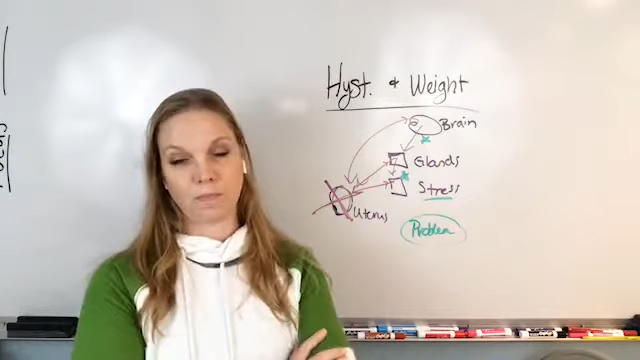 Hyst. + Weight
Brain
Glands
Stress
Uterus
Problem